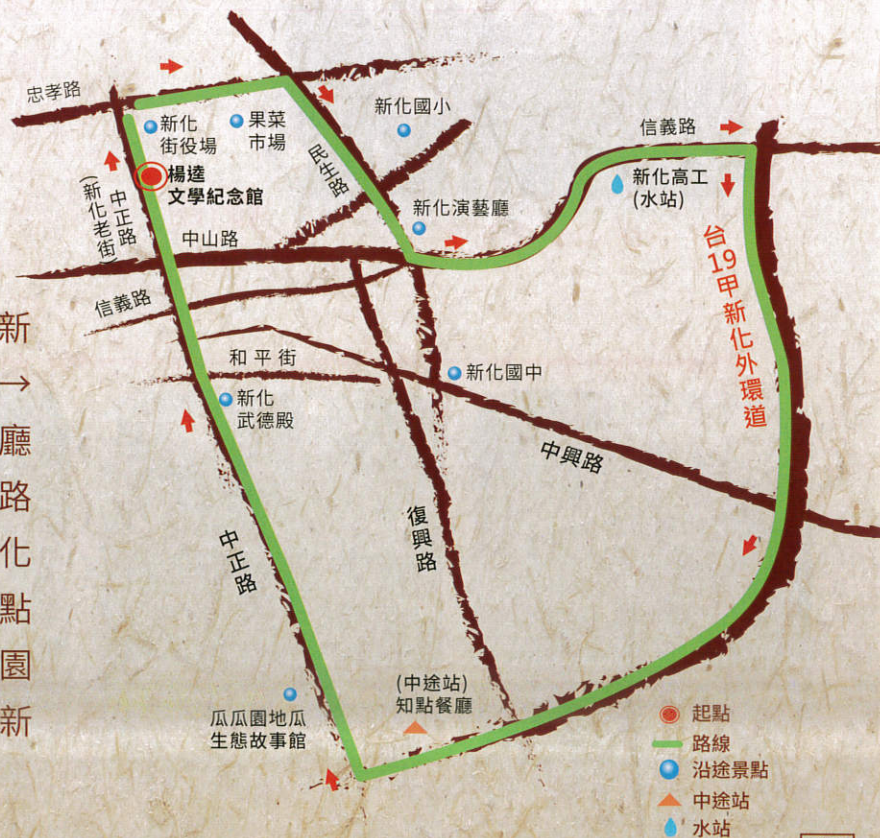 忠孝路
新化
街役場
果菜
市場
新化國小
信義路
民生路
楊逵
文學紀念館
中正路
(新化老街)
新化高工
(水站)
新化演藝廳
中山路
台19甲新化外環道
信義路
和平街
新化國中
新化
武德殿
中興路
復興路
中正路
(中途站)
知點餐廳
瓜瓜園地瓜
生態故事館
新
→
廳
路
化
點
園
新
起點
路線
沿途景點
中途站
水站